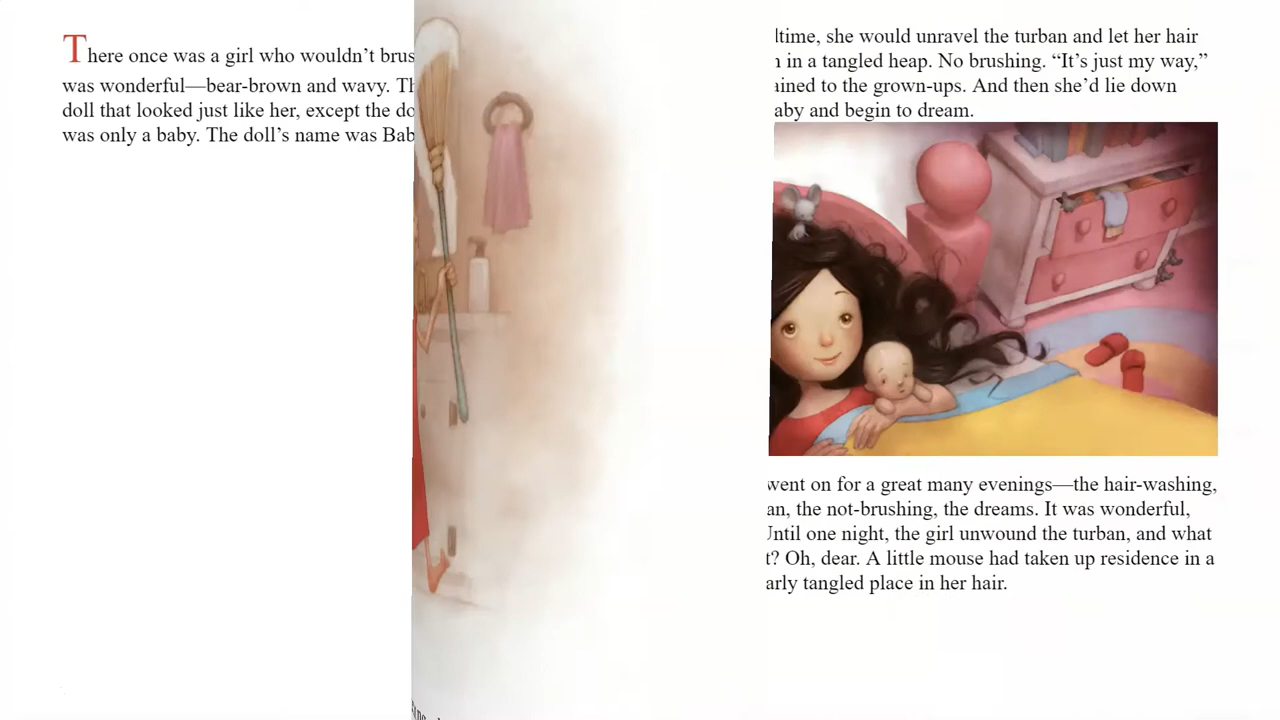 There once was a girl who wouldn’t brus
was wonderful—bear-brown and wavy. Th
doll that looked just like her, except the do
was only a baby. The doll’s name was Bab
ltime, she would unravel the turban and let her hair
in a tangled heap. No brushing. “It’s just my way,”
ained to the grown-ups. And then she’d lie down
aby and begin to dream.
went on for a great many evenings—the hair-washing,
an, the not-brushing, the dreams. It was wonderful,
Until one night, the girl unwound the turban, and what
t? Oh, dear. A little mouse had taken up residence in a
arly tangled place in her hair.